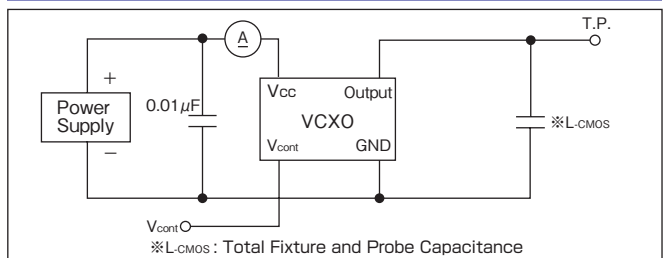 T.P.
A
+
Power
Supply
−
0.01μF
Vcc
Output
VCXO
Vcont
GND
※L-CMOS
Vcont
※L-CMOS : Total Fixture and Probe Capacitance